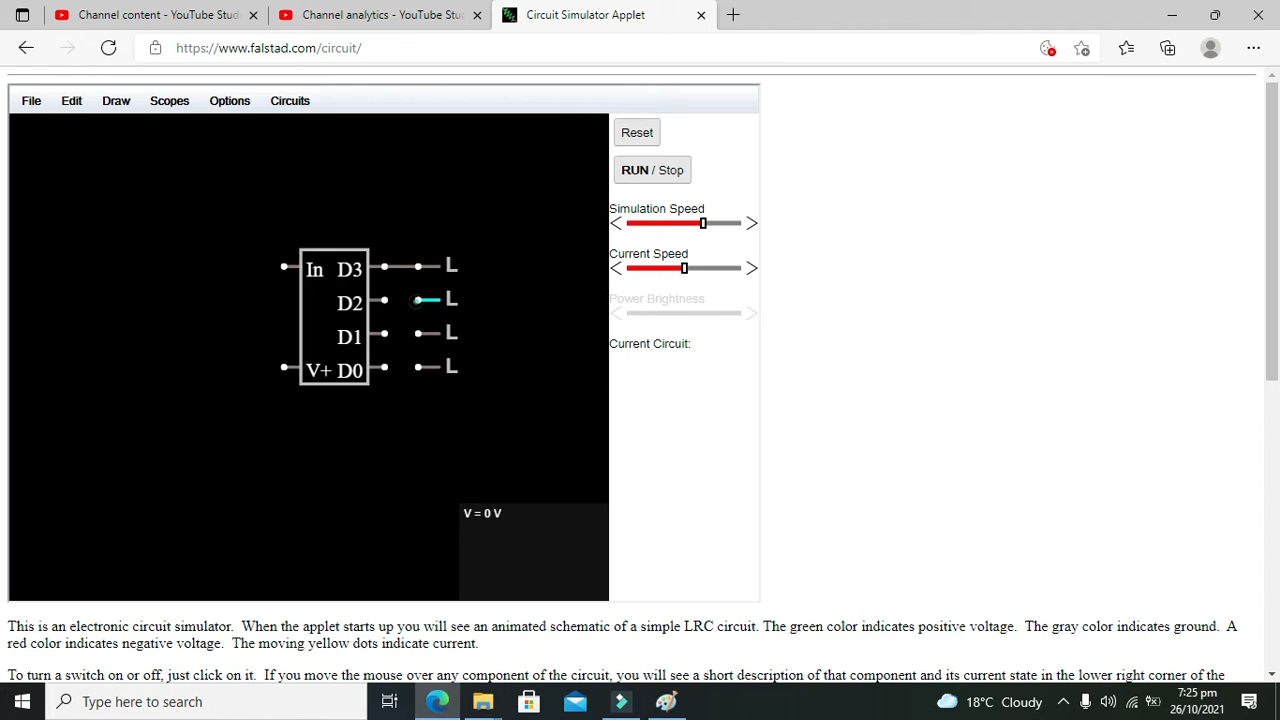 Channel content - YouTube Stud
Channel analytics - YouTube Stu
Circuit Simulator Applet
https://www.falstad.com/circuit/
File Edit Draw Scopes Options Circuits
Reset
RUN / Stop
Simulation Speed
Current Speed
Power Brightness
Current Circuit:
In D3 L
D2 L
D1 L
V+ D0 L
V = 0 V
This is an electronic circuit simulator. When the applet starts up you will see an animated schematic of a simple LRC circuit. The green color indicates positive voltage. The gray color indicates ground. A
red color indicates negative voltage. The moving yellow dots indicate current.
To turn a switch on or off, just click on it. If you move the mouse over any component of the circuit, you will see a short description of that component and its current state in the lower right corner of the
Type here to search
18°C Cloudy
7:25 pm
26/10/2021